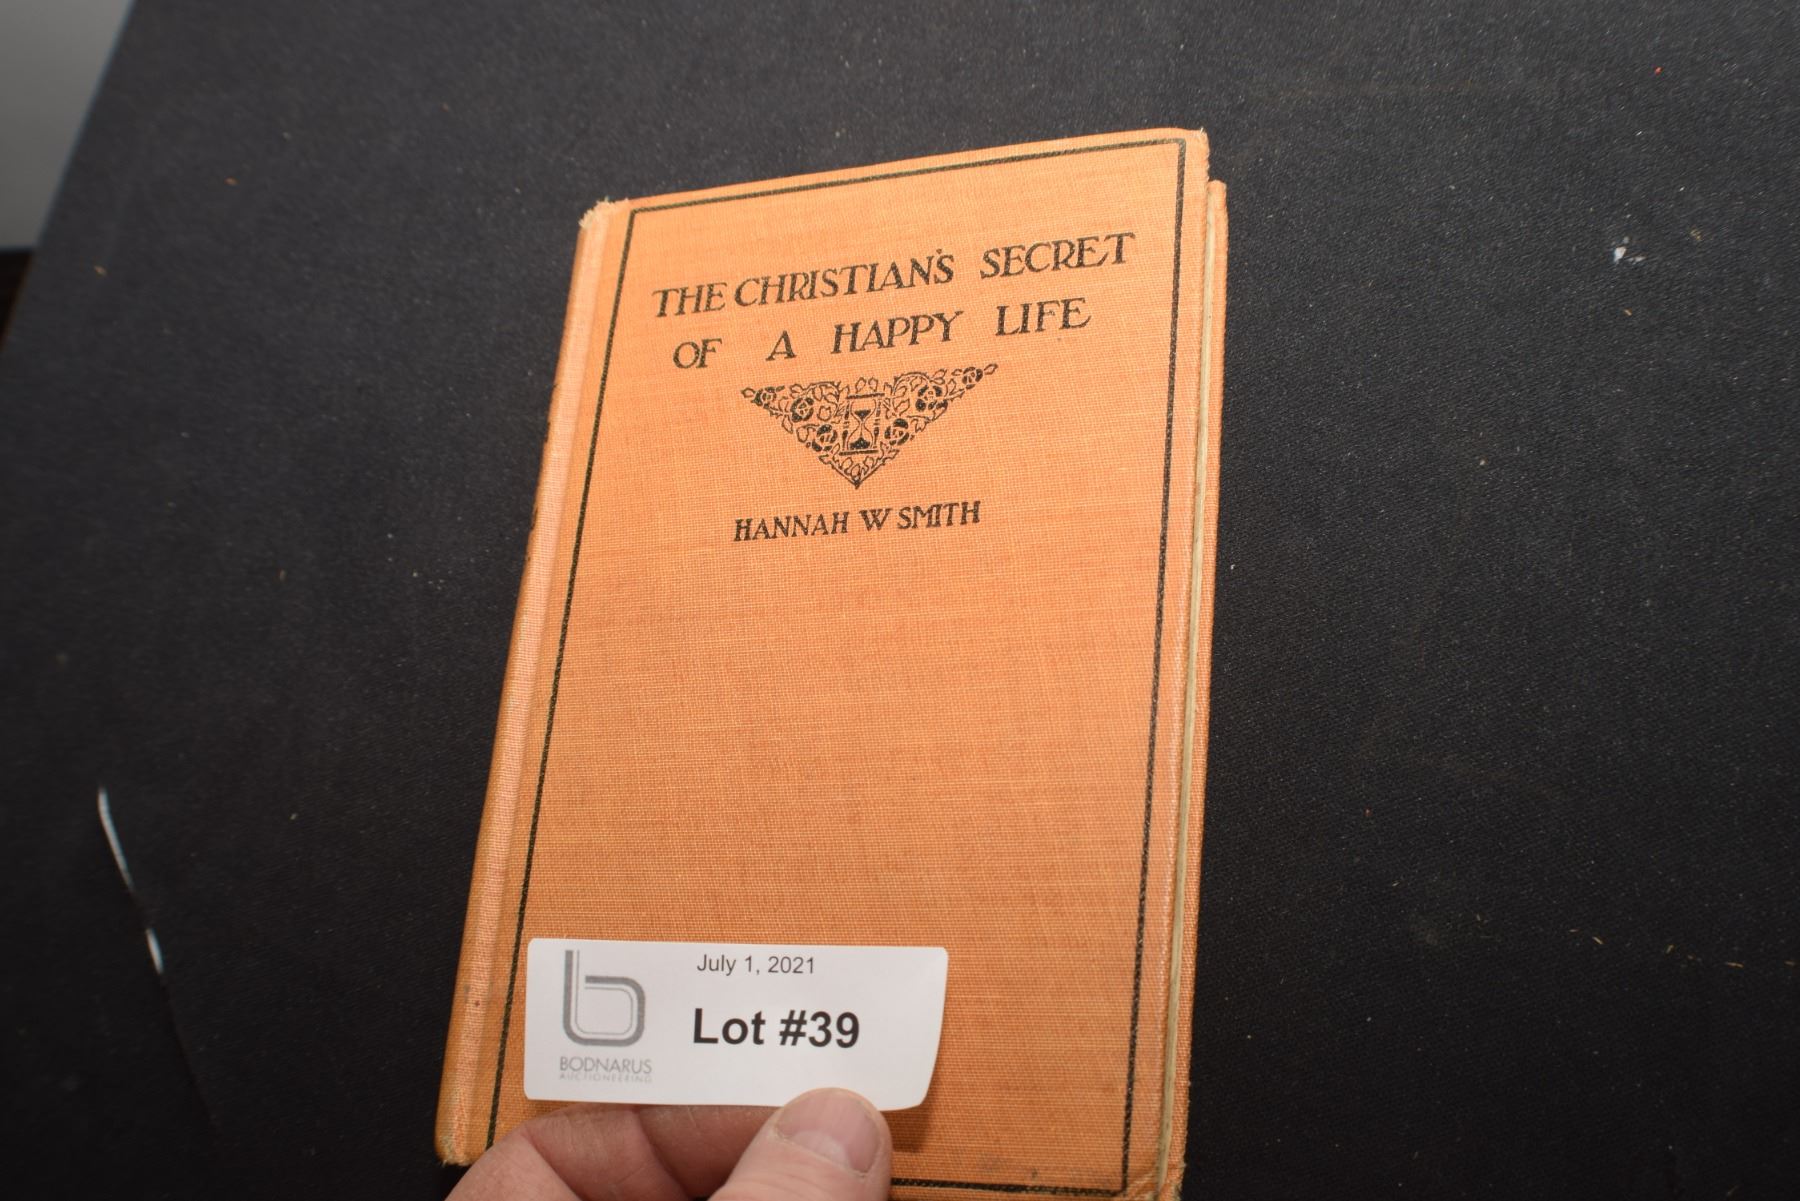 THE CHRISTIAN'S SECRET
OF A HAPPY LIFE
HANNAH W SMITH
July 1, 2021
Lot #39
b
BODNARUS
AUCTIONEERING